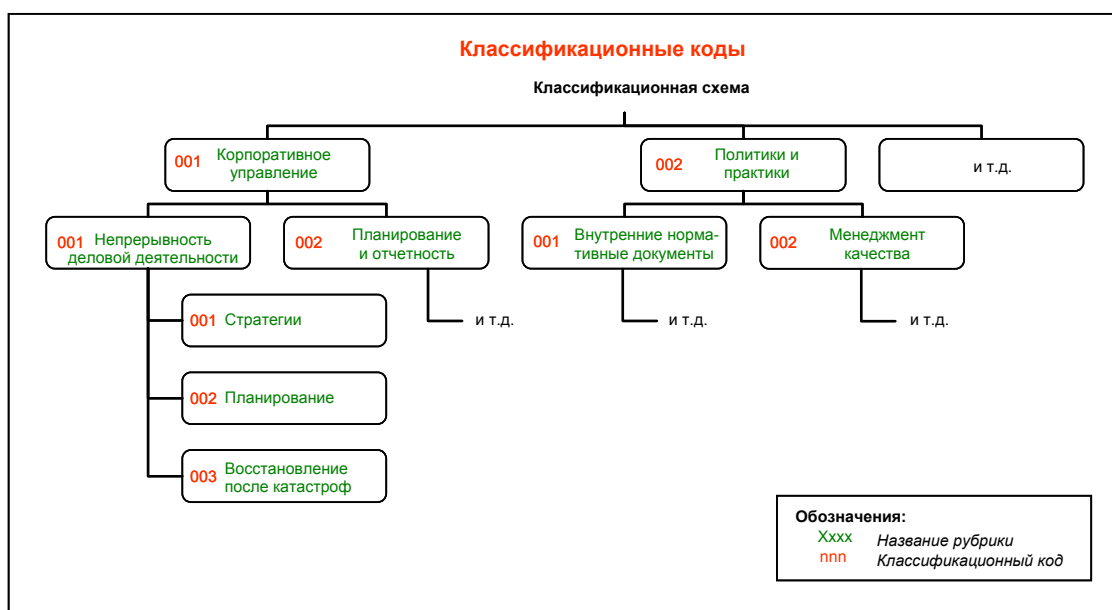 Классификационные коды
Классификационная схема
001 Корпоративное
управление
002 Политики и
практики
и т.д.
001 Непрерывность
деловой деятельности
002 Планирование
и отчетность
001 Внутренние норма-
тивные документы
002 Менеджмент
качества
001 Стратегии
и т.д.
и т.д.
и т.д.
002 Планирование
003 Восстановление
после катастроф
Обозначения:
Xxxx Название рубрики
nnn Классификационный код